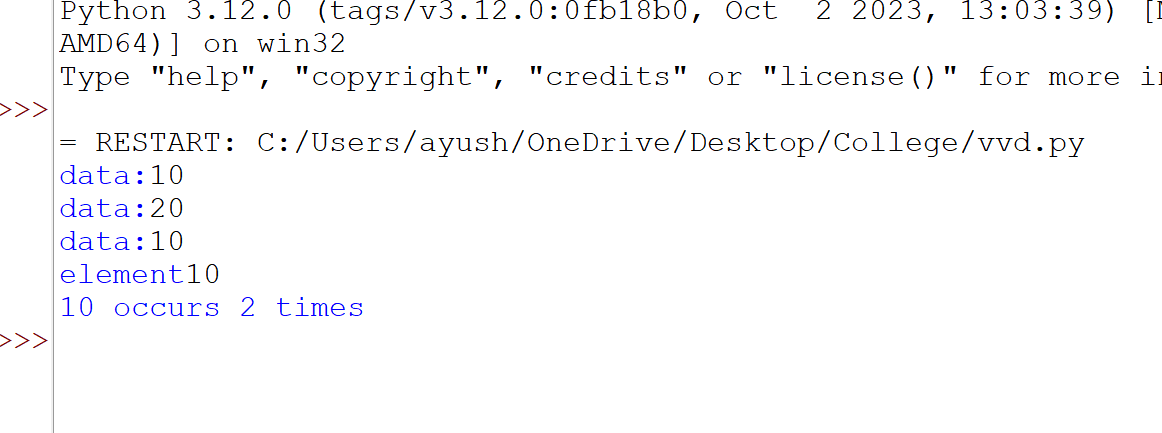 Python 3.12.0 (tags/v3.12.0:0fb18b0, Oct  2 2023, 13:03:39) [
AMD64)] on win32
Type "help", "copyright", "credits" or "license()" for more
>>>
= RESTART: C:/Users/ayush/OneDrive/Desktop/College/vvd.py
data:10
data:20
data:10
element10
10 occurs 2 times
>>>